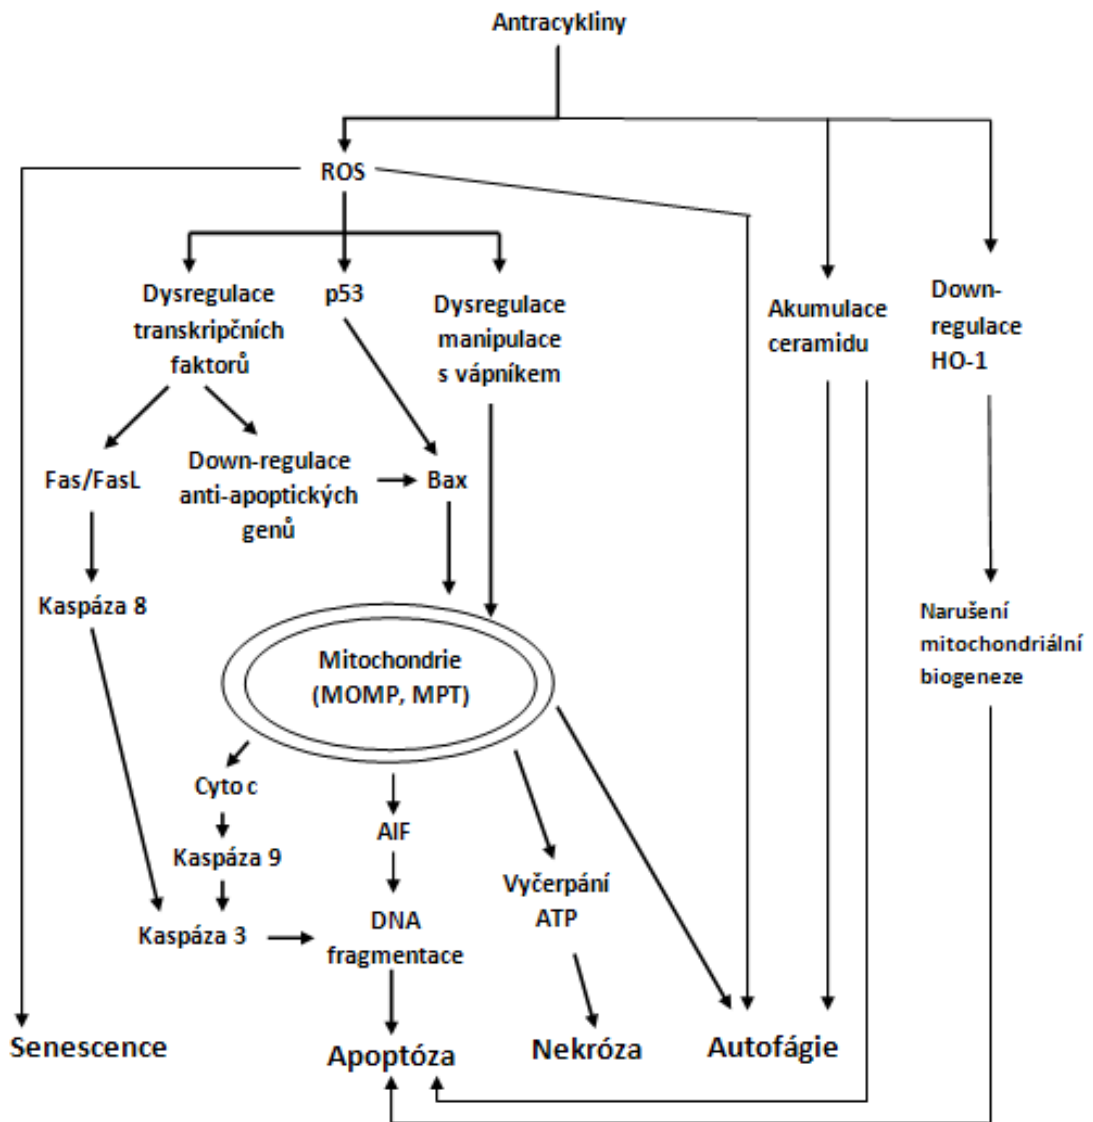 Antracykliny
ROS
Dysregulace
transkripčních
faktorů
p53
Dysregulace
manipulace
s vápníkem
Akumulace
ceramidu
Down-
regulace
HO-1
Fas/FasL
Down-regulace
anti-apoptických
genů
Bax
Kaspáza 8
Narušení
mitochondriální
biogeneze
Mitochondrie
(MOMP, MPT)
Cyto c
AIF
Kaspáza 9
Vyčerpání
ATP
Kaspáza 3
DNA
fragmentace
Senescence
Apoptóza
Nekróza
Autofágie